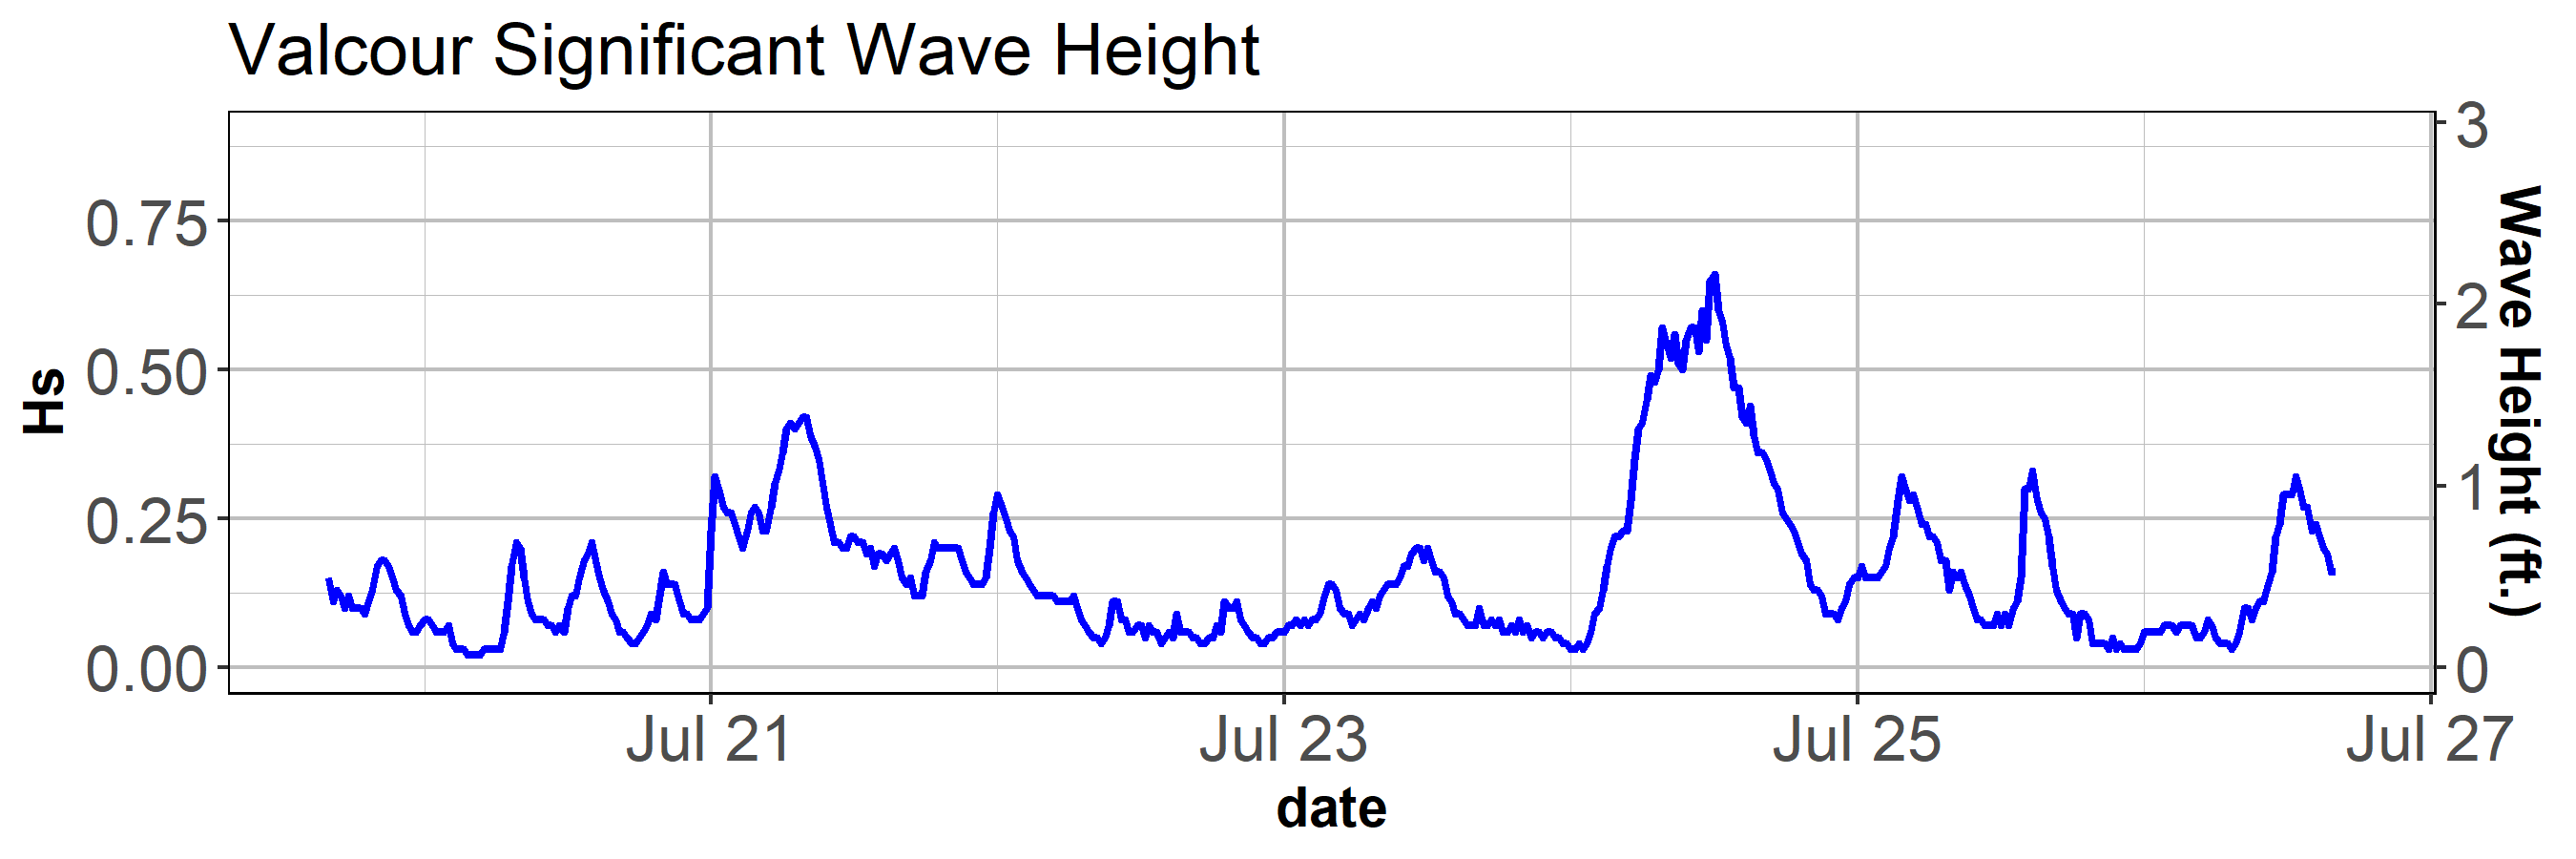 Valcour Significant Wave Height
Hs
0.75
0.50
0.25
0.00
3
2
1
0
Wave Height (ft.)
Jul 21
Jul 23
Jul 25
Jul 27
date